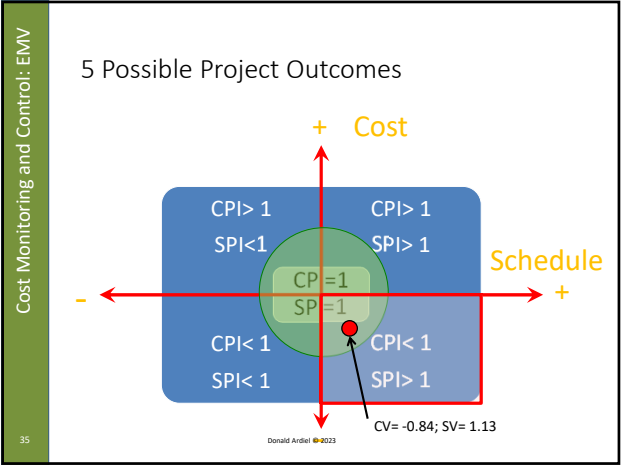 Cost Monitoring and Control: EMV
5 Possible Project Outcomes
+ Cost
CPI> 1
SPI<1
CPI> 1
SPI> 1
Schedule
+
-
CPI=1
SPI=1
CPI< 1
SPI< 1
CPI< 1
SPI> 1
CV= -0.84; SV= 1.13
35
Donald Ardiel © 2023
-